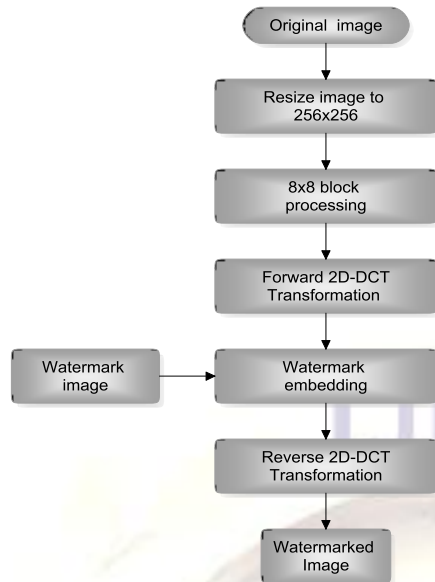 Original image
Resize image to
256x256
8x8 block
processing
Forward 2D-DCT
Transformation
Watermark
image
Watermark
embedding
Reverse 2D-DCT
Transformation
Watermarked
Image